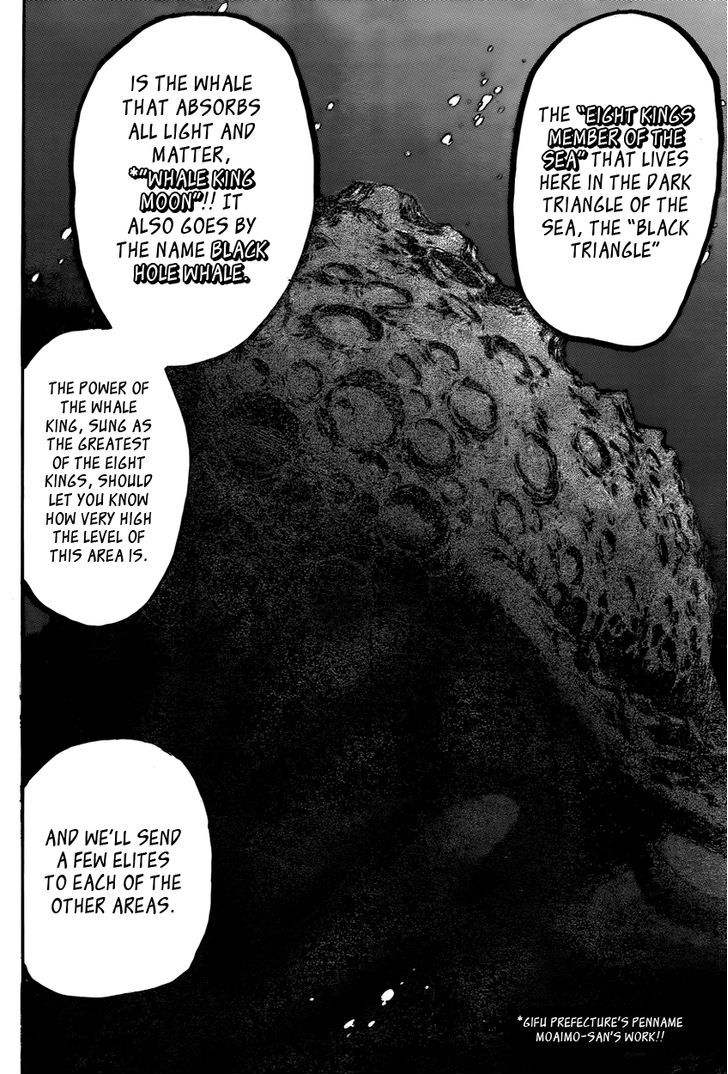 THE "EIGHT KINGS
MEMBER OF THE
SEA" THAT LIVES
HERE IN THE DARK
TRIANGLE OF THE
SEA, THE "BLACK
TRIANGLE"
IS THE WHALE
THAT ABSORBS
ALL LIGHT AND
MATTER,
*"WHALE KING
MOON"!! IT
ALSO GOES BY
THE NAME BLACK
HOLE WHALE.
THE POWER OF
THE WHALE
KING, SUNG AS
THE GREATEST
OF THE EIGHT
KINGS, SHOULD
LET YOU KNOW
HOW VERY HIGH
THE LEVEL OF
THIS AREA IS.
AND WE'LL SEND
A FEW ELITES
TO EACH OF THE
OTHER AREAS.
*GIFU PREFECTURE'S PENNAME
MOAIMO-SAN'S WORK!!